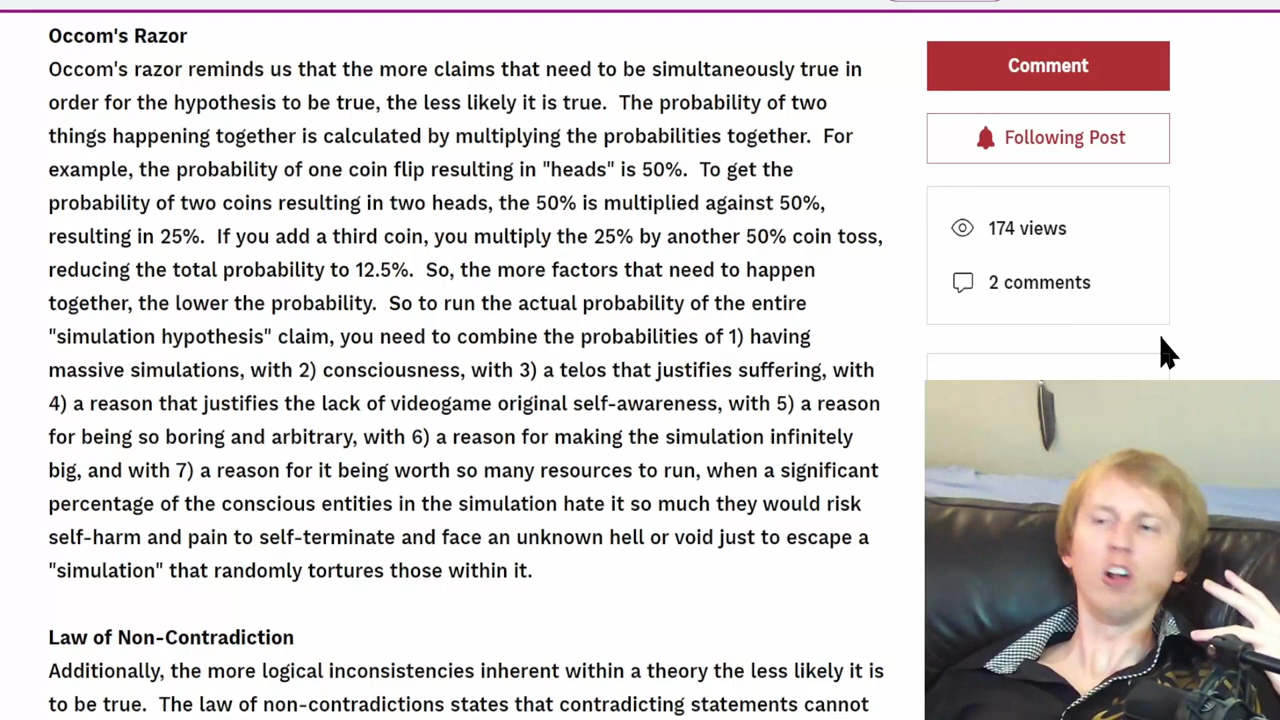 Occom's Razor
Occom's razor reminds us that the more claims that need to be simultaneously true in
order for the hypothesis to be true, the less likely it is true.  The probability of two
things happening together is calculated by multiplying the probabilities together.  For
example, the probability of one coin flip resulting in "heads" is 50%.  To get the
probability of two coins resulting in two heads, the 50% is multiplied against 50%,
resulting in 25%.  If you add a third coin, you multiply the 25% by another 50% coin toss,
reducing the total probability to 12.5%.  So, the more factors that need to happen
together, the lower the probability.  So to run the actual probability of the entire
"simulation hypothesis" claim, you need to combine the probabilities of 1) having
massive simulations, with 2) consciousness, with 3) a telos that justifies suffering, with
4) a reason that justifies the lack of videogame original self-awareness, with 5) a reason
for being so boring and arbitrary, with 6) a reason for making the simulation infinitely
big, and with 7) a reason for it being worth so many resources to run, when a significant
percentage of the conscious entities in the simulation hate it so much they would risk
self-harm and pain to self-terminate and face an unknown hell or void just to escape a
"simulation" that randomly tortures those within it.
Law of Non-Contradiction
Additionally, the more logical inconsistencies inherent within a theory the less likely it is
to be true.  The law of non-contradictions states that contradicting statements cannot
Comment
Following Post
174 views
2 comments